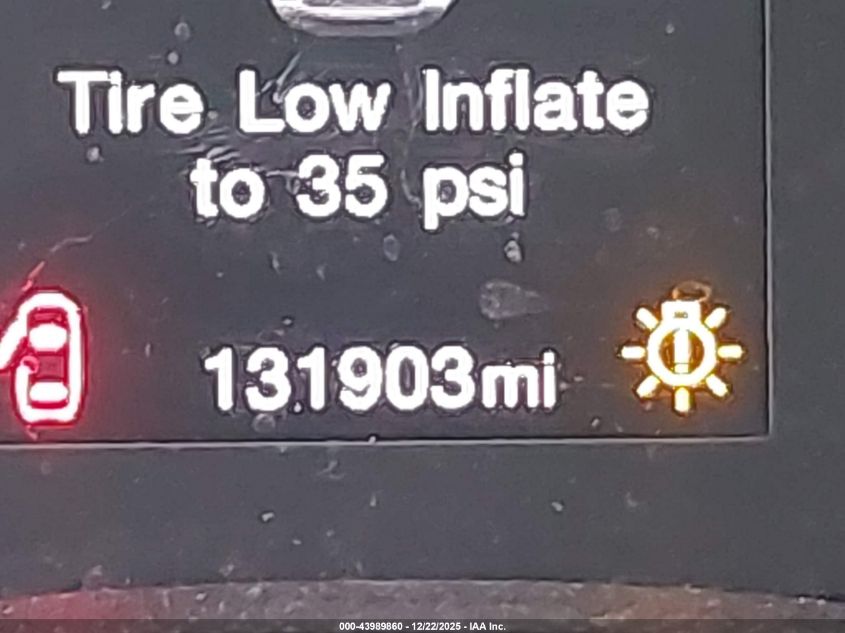 Tire Low Inflate
to 35 psi
131903mi
000-43989860 - 12/22/2025 - IAA Inc.